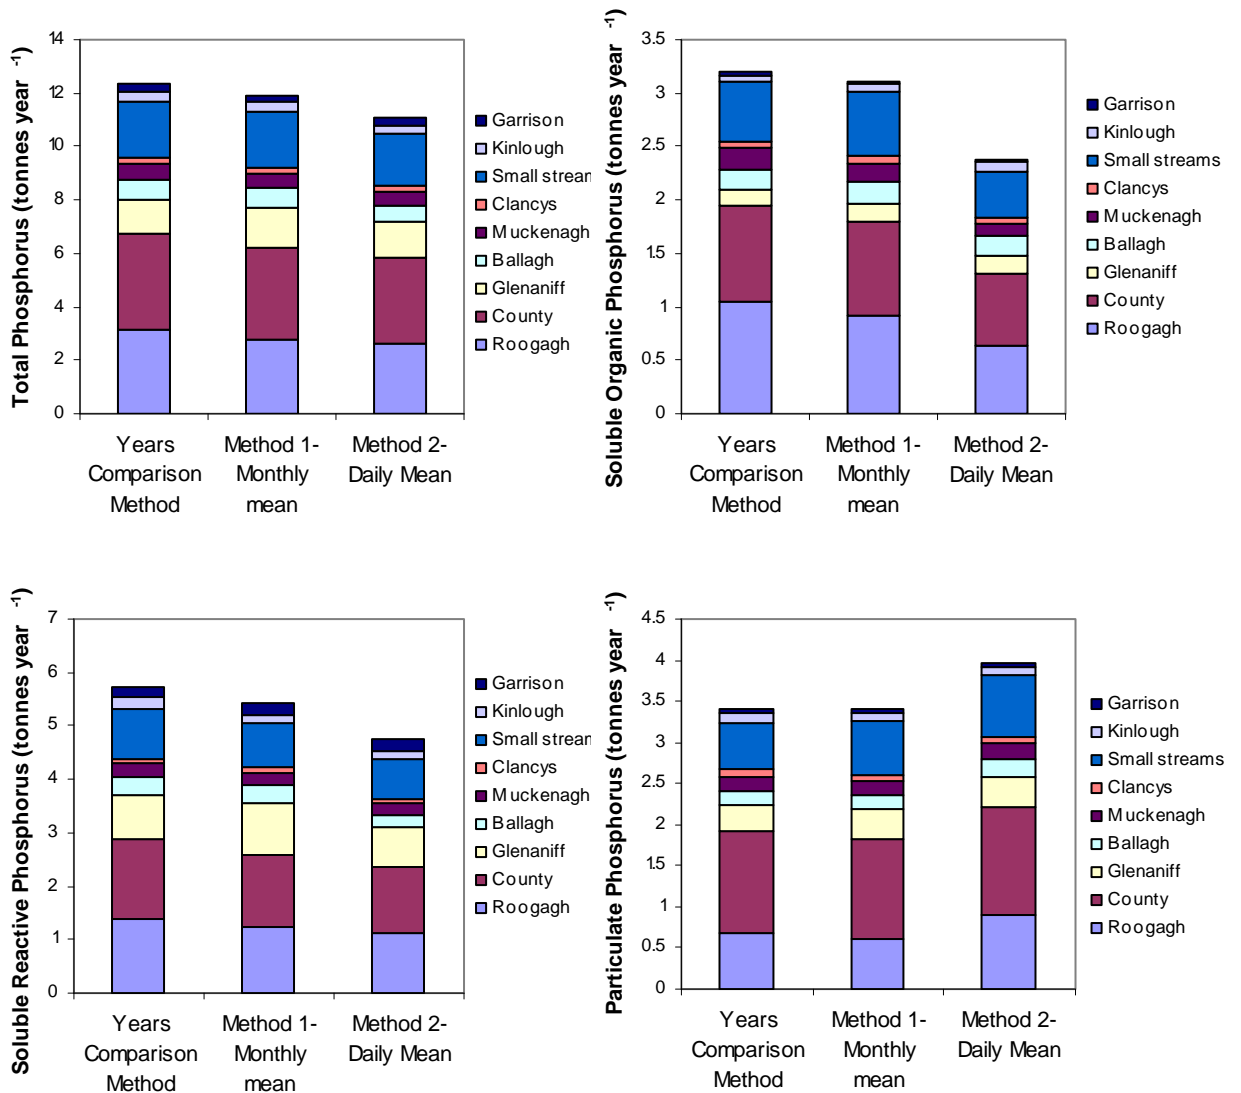 Total Phosphorus (tonnes year -1)
14
12
10
8
6
4
2
0
Years Comparison Method
Method 1-Monthly mean
Method 2-Daily Mean
Garrison
Kinlough
Small stream
Clancys
Muckenagh
Ballagh
Glenaniff
County
Roogagh
Soluble Organic Phosphorus (tonnes year -1)
3.5
3
2.5
2
1.5
1
0.5
0
Years Comparison Method
Method 1-Monthly mean
Method 2-Daily Mean
Garrison
Kinlough
Small streams
Clancys
Muckenagh
Ballagh
Glenaniff
County
Roogagh
Soluble Reactive Phosphorus (tonnes year -1)
7
6
5
4
3
2
1
0
Years Comparison Method
Method 1-Monthly mean
Method 2-Daily Mean
Garrison
Kinlough
Small stream
Clancys
Muckenagh
Ballagh
Glenaniff
County
Roogagh
Particulate Phosphorus (tonnes year -1)
4.5
4
3.5
3
2.5
2
1.5
1
0.5
0
Years Comparison Method
Method 1-Monthly mean
Method 2-Daily Mean
Garrison
Kinlough
Small streams
Clancys
Muckenagh
Ballagh
Glenaniff
County
Roogagh